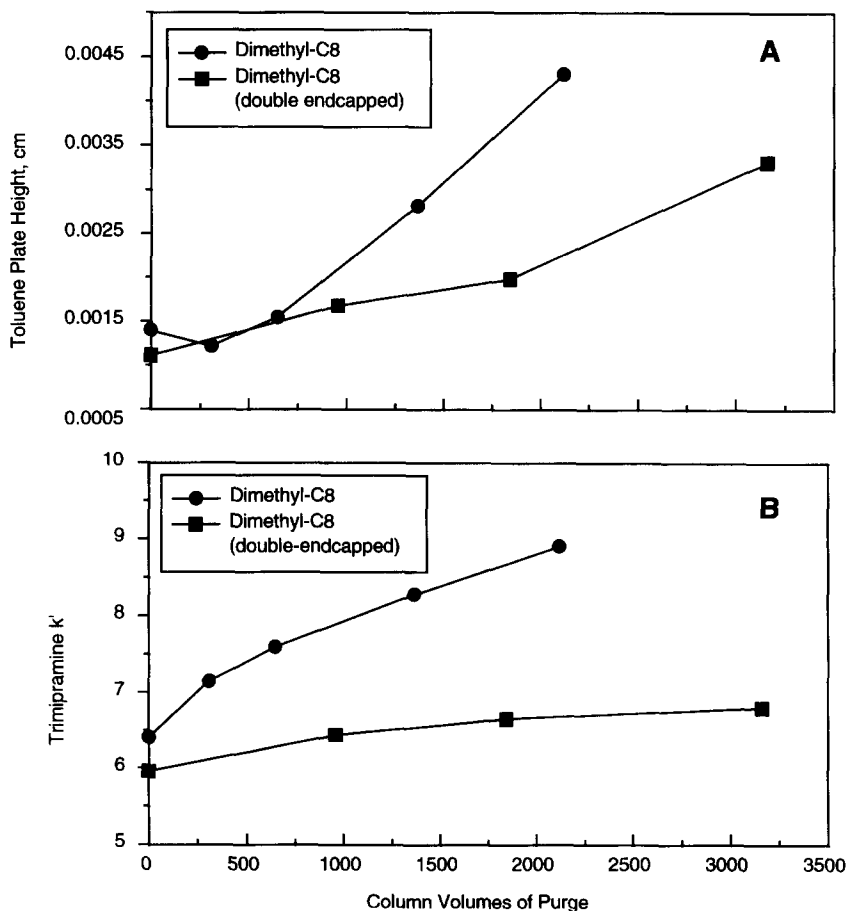 0.0045
0.0035
0.0025
0.0015
0.0005
Toluene Plate Height, cm
Dimethyl-C8
Dimethyl-C8
(double endcapped)
A
10
9
8
7
6
5
Trimipramine k'
Dimethyl-C8
Dimethyl-C8
(double-endcapped)
B
0 500 1000 1500 2000 2500 3000 3500
Column Volumes of Purge